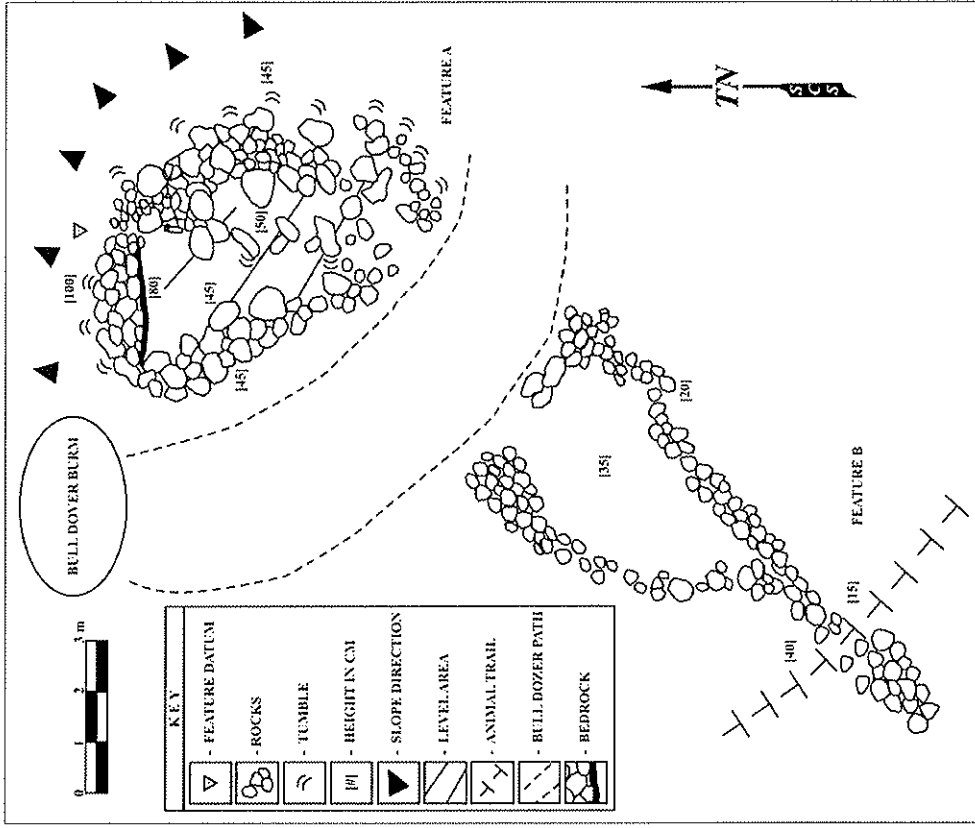 BULL DOVER BURM
0 1 2 3 m
KEY
- FEATURE DATUM
- ROCKS
- TUMBLE
[#] - HEIGHT IN CM
- SLOPE DIRECTION
- LEVEL AREA
- ANIMAL TRAIL
- BULL DOZER PATH
- BEDROCK
[100]
[80]
[45]
[45]
[50]
[45]
FEATURE A
TN
SCS
[35]
[20]
FEATURE B
[15]
[40]